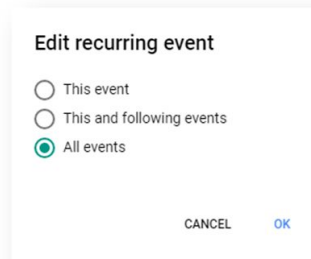 Edit recurring event
This event
This and following events
All events
CANCEL OK